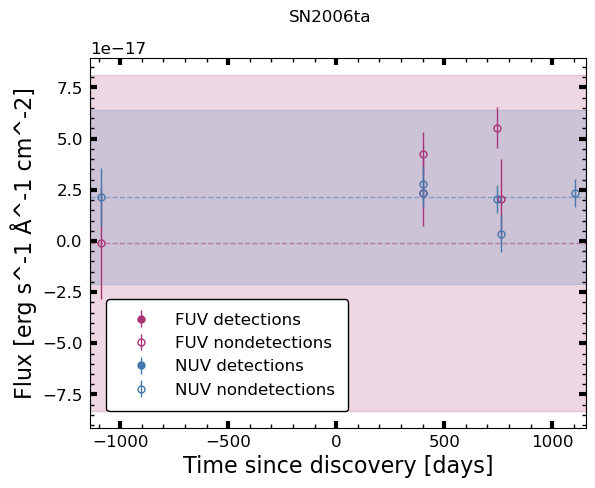 SN2006ta
1e−17
7.5
5.0
2.5
0.0
−2.5
−5.0
−7.5
Flux [erg s^-1 Å^-1 cm^-2]
FUV detections
FUV nondetections
NUV detections
NUV nondetections
−1000 −500 0 500 1000
Time since discovery [days]